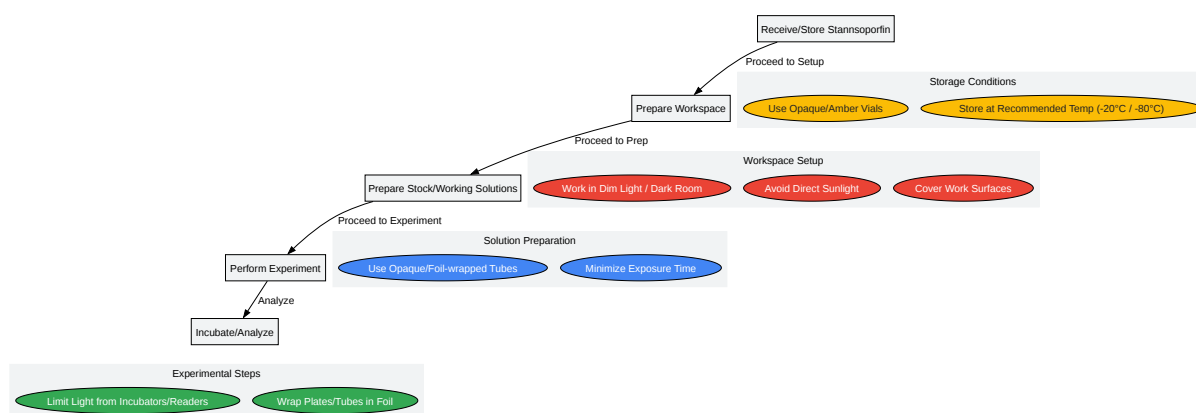 Receive/Store Stannsoporfin
Proceed to Setup
Storage Conditions
Prepare Workspace
Use Opaque/Amber Vials
Store at Recommended Temp (-20°C / -80°C)
Proceed to Prep
Workspace Setup
Prepare Stock/Working Solutions
Work in Dim Light / Dark Room
Avoid Direct Sunlight
Cover Work Surfaces
Proceed to Experiment
Solution Preparation
Perform Experiment
Use Opaque/Foil-wrapped Tubes
Minimize Exposure Time
Analyze
Incubate/Analyze
Experimental Steps
Limit Light from Incubators/Readers
Wrap Plates/Tubes in Foil